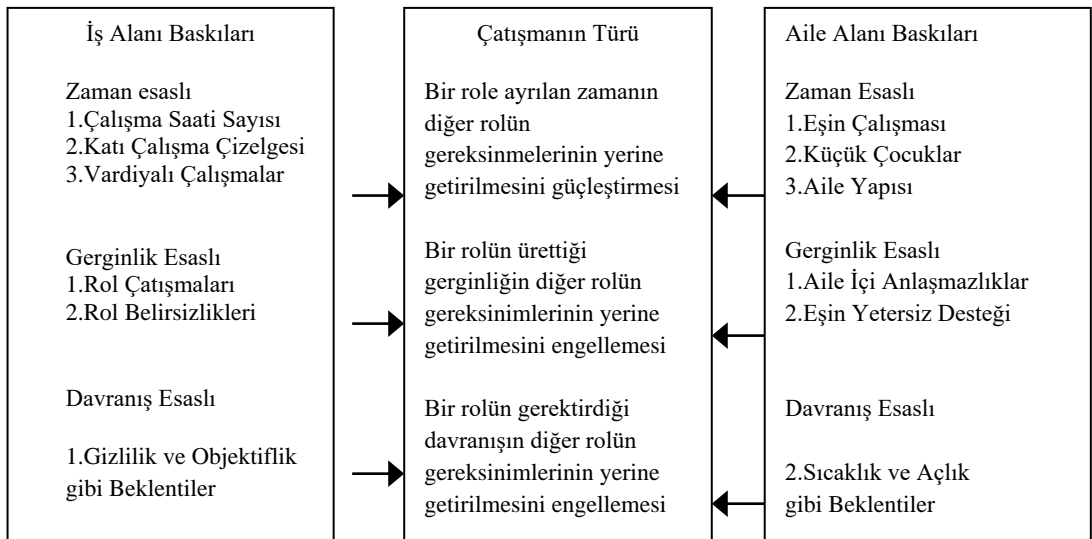 İş Alanı Baskıları
Zaman esaslı
1.Çalışma Saati Sayısı
2.Katı Çalışma Çizelgesi
3.Vardiyalı Çalışmalar
Gerginlik Esaslı
1.Rol Çatışmaları
2.Rol Belirsizlikleri
Davranış Esaslı
1.Gizlilik ve Objektiflik
gibi Beklentiler
Çatışmanın Türü
Bir role ayrılan zamanın
diğer rolün
gereksinmelerinin yerine
getirilmesini güçleştirmesi
Bir rolün ürettiği
gerginliğin diğer rolün
gereksinimlerinin yerine
getirilmesini engellemesi
Bir rolün gerektirdiği
davranışın diğer rolün
gereksinimlerinin yerine
getirilmesini engellemesi
Aile Alanı Baskıları
Zaman Esaslı
1.Eşin Çalışması
2.Küçük Çocuklar
3.Aile Yapısı
Gerginlik Esaslı
1.Aile İçi Anlaşmazlıklar
2.Eşin Yetersiz Desteği
Davranış Esaslı
2.Sıcaklık ve Açlık
gibi Beklentiler